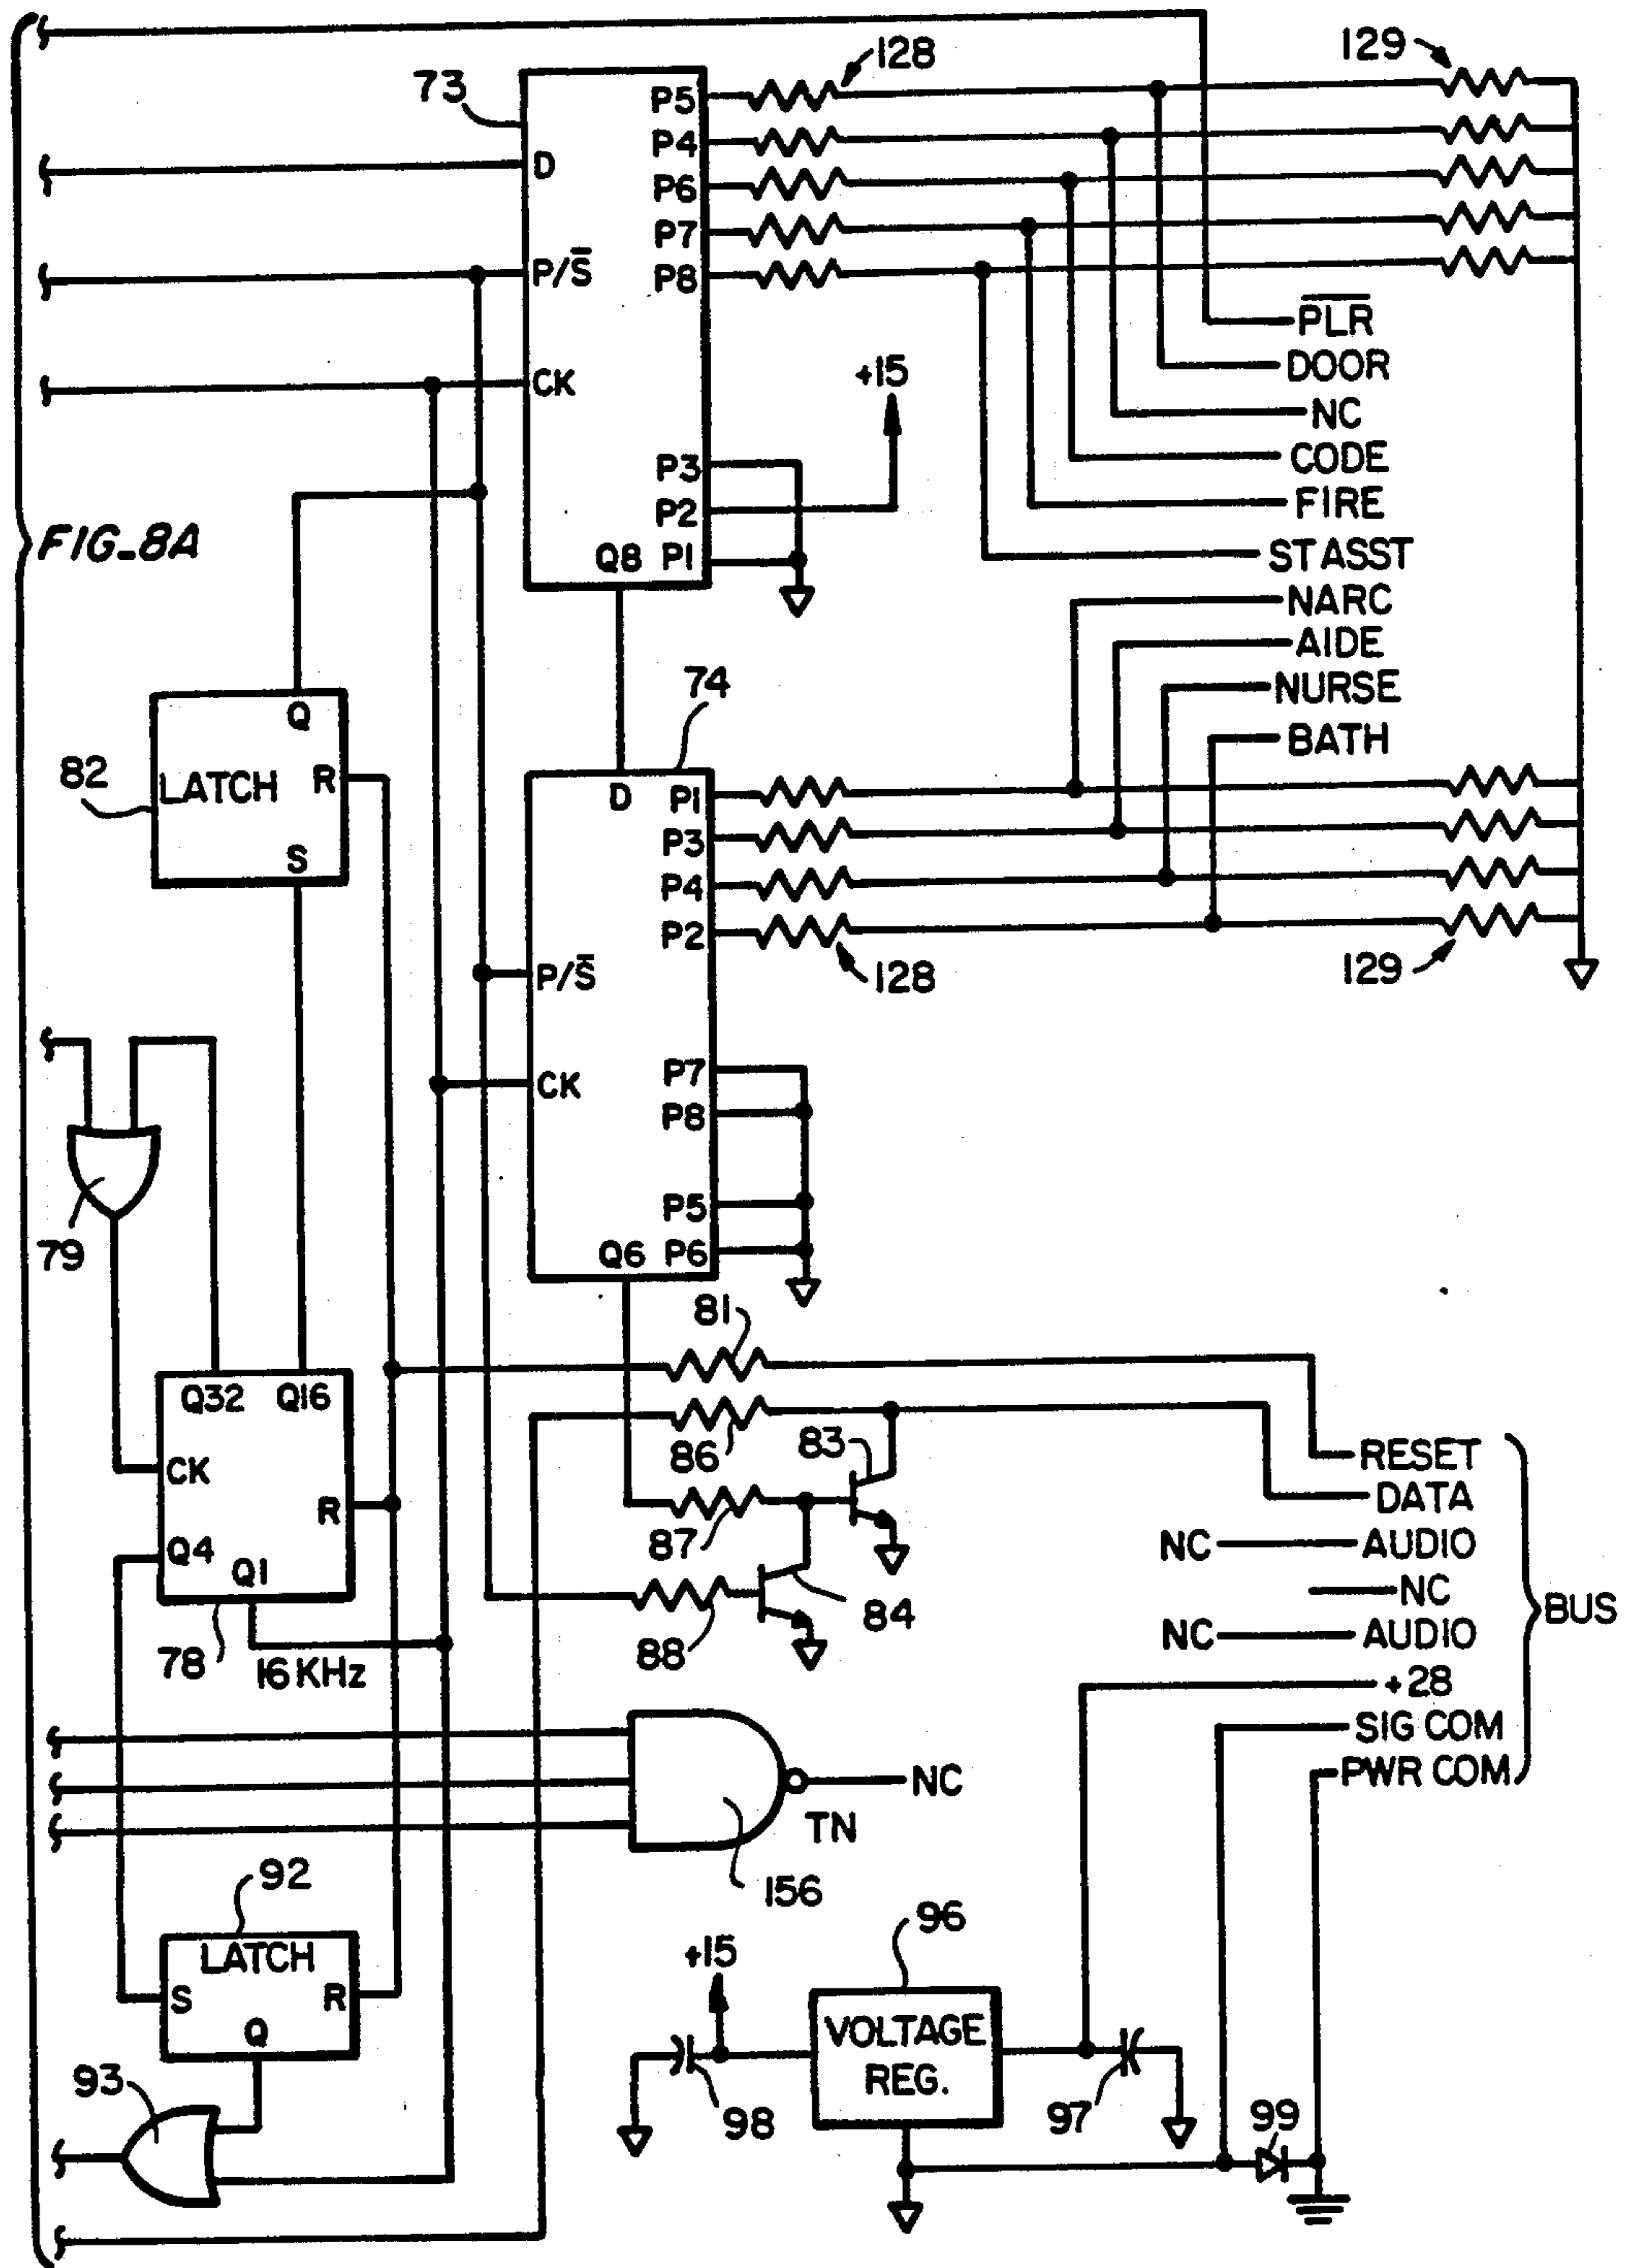 128
129
73
P5
P4
D
P6
P7
P/S̅
P8
P̅L̅R̅
DOOR
+15
CK
NC
CODE
P3
FIRE
P2
FIG_8A
STASST
Q8 P1
NARC
AIDE
74
NURSE
Q
BATH
82
LATCH
R
D
P1
P3
S
P4
P2
128
129
P/S̅
P7
CK
P8
P5
79
Q6 P6
81
Q32 Q16
86
83
RESET
CK
DATA
R
87
NC
AUDIO
Q4
Q1
NC
BUS
84
NC
AUDIO
78
16KHz
88
+28
SIG COM
PWR COM
NC
TN
156
92
96
LATCH
+15
S
R
VOLTAGE
REG.
Q
93
98
97
99